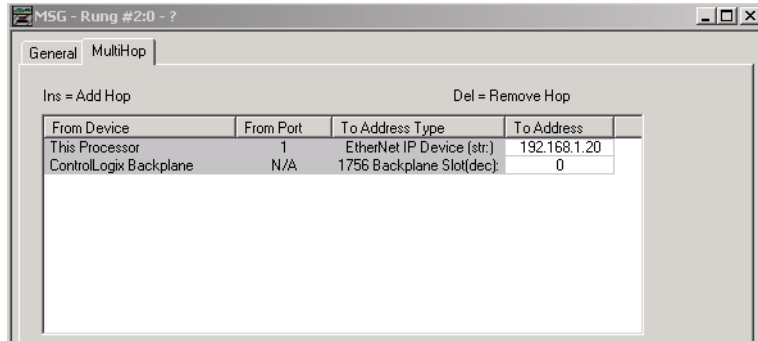 MSG - Rung #2:0 - ?
General MultiHop
Ins = Add Hop Del = Remove Hop
From Device From Port To Address Type To Address
This Processor 1 EtherNet IP Device (str:) 192.168.1.20
ControlLogix Backplane N/A 1756 Backplane Slot(dec): 0